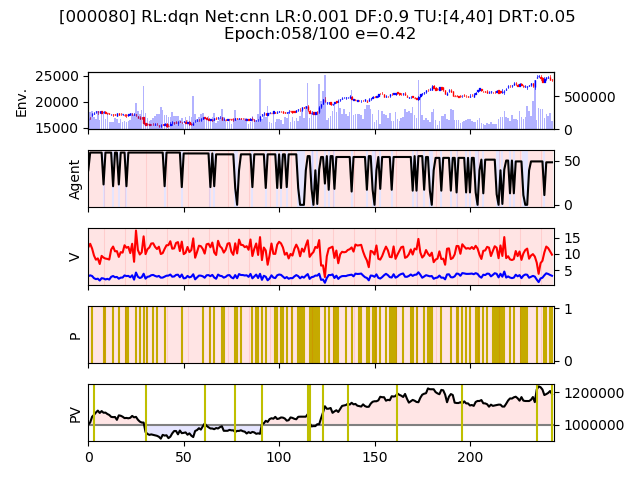 [000080] RL:dqn Net:cnn LR:0.001 DF:0.9 TU:[4,40] DRT:0.05
Epoch:058/100 e=0.42
Env.
25000
20000
15000
500000
0
Agent
50
0
V
15
10
5
P
1
0
PV
1200000
1000000
0
50
100
150
200